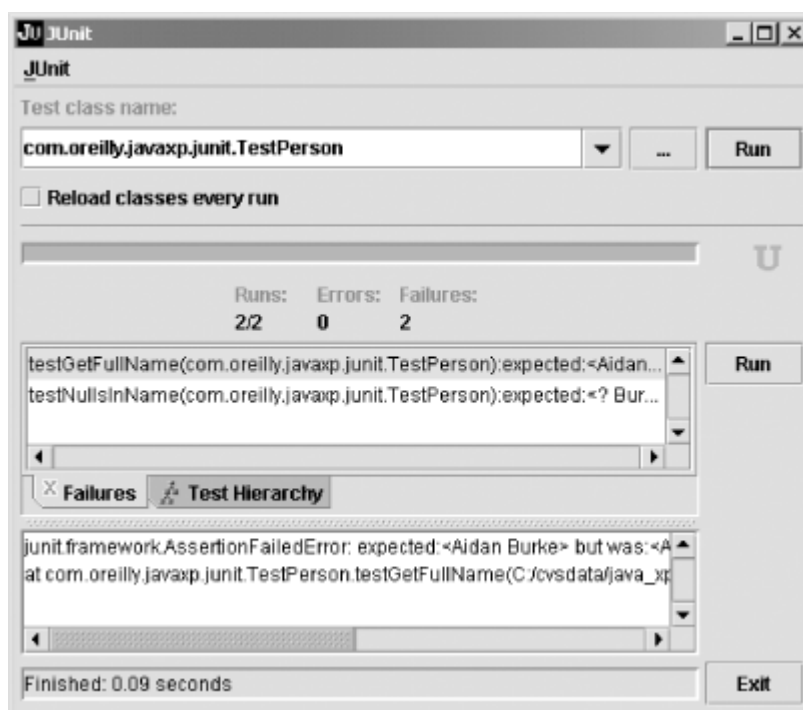 JU JUnit
JUnit
Test class name:
com.oreilly.javaxp.junit.TestPerson ... Run
Reload classes every run
U
Runs: Errors: Failures:
2/2 0 2
testGetFullName(com.oreilly.javaxp.junit.TestPerson):expected:<Aidan... Run
testNullsInName(com.oreilly.javaxp.junit.TestPerson):expected:<? Bur...
Failures Test Hierarchy
junit.framework.AssertionFailedError: expected:<Aidan Burke> but was:<A
at com.oreilly.javaxp.junit.TestPerson.testGetFullName(C:/cvsdata/java_xp
Finished: 0.09 seconds Exit